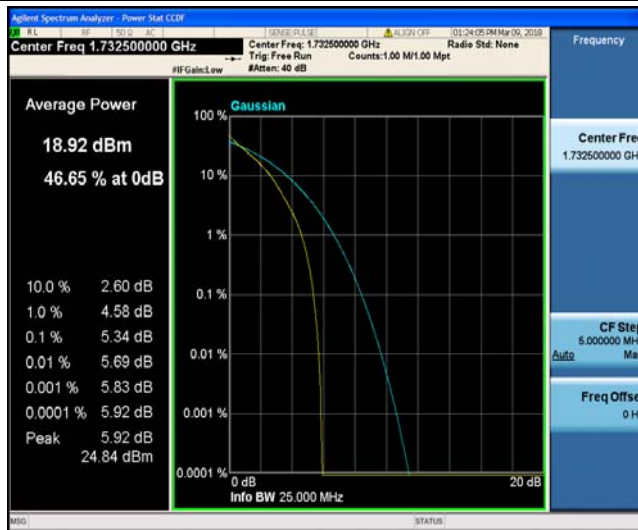 Agilent Spectrum Analyzer - Power Stat CCDF
RL RF 50 Ω AC SENSE:PULSE ALIGN OFF 01:24:05 PM Mar 09, 2018
Center Freq 1.732500000 GHz
Center Freq: 1.732500000 GHz Radio Std: None
Trig: Free Run Counts:1.00 M/1.00 Mpt
#IFGain:Low #Atten: 40 dB
Frequency
Average Power
18.92 dBm
46.65 % at 0dB
10.0 % 2.60 dB
1.0 % 4.58 dB
0.1 % 5.34 dB
0.01 % 5.69 dB
0.001 % 5.83 dB
0.0001 % 5.92 dB
Peak 5.92 dB
24.84 dBm
Gaussian
100 %
10 %
1 %
0.1 %
0.01 %
0.001 %
0.0001 %
0 dB 20 dB
Info BW 25.000 MHz
Center Fre
1.732500000 GH
CF Ste
5.000000 MH
Auto Ma
Freq Offse
0 H
MSG STATUS